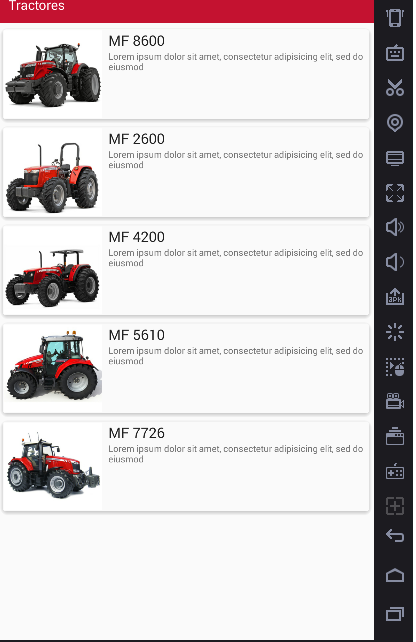 Tractores
MF 8600
Lorem ipsum dolor sit amet, consectetur adipisicing elit, sed do
eiusmod
MF 2600
Lorem ipsum dolor sit amet, consectetur adipisicing elit, sed do
eiusmod
MF 4200
Lorem ipsum dolor sit amet, consectetur adipisicing elit, sed do
eiusmod
MF 5610
Lorem ipsum dolor sit amet, consectetur adipisicing elit, sed do
eiusmod
MF 7726
Lorem ipsum dolor sit amet, consectetur adipisicing elit, sed do
eiusmod